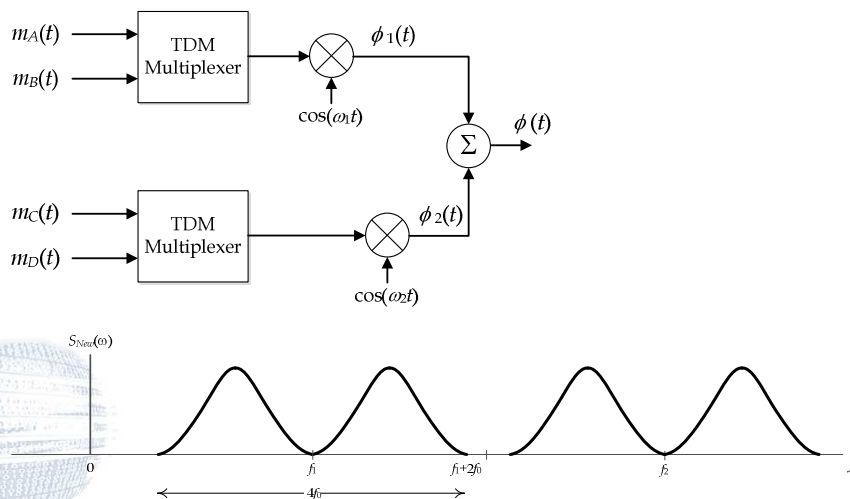 m_A(t)
TDM
Multiplexer
ϕ_1(t)
m_B(t)
cos(ω_1t)
Σ
ϕ(t)
m_C(t)
TDM
Multiplexer
ϕ_2(t)
m_D(t)
cos(ω_2t)
S_New(ω)
0
f_1
f_1+2f_0
f_2
4f_0